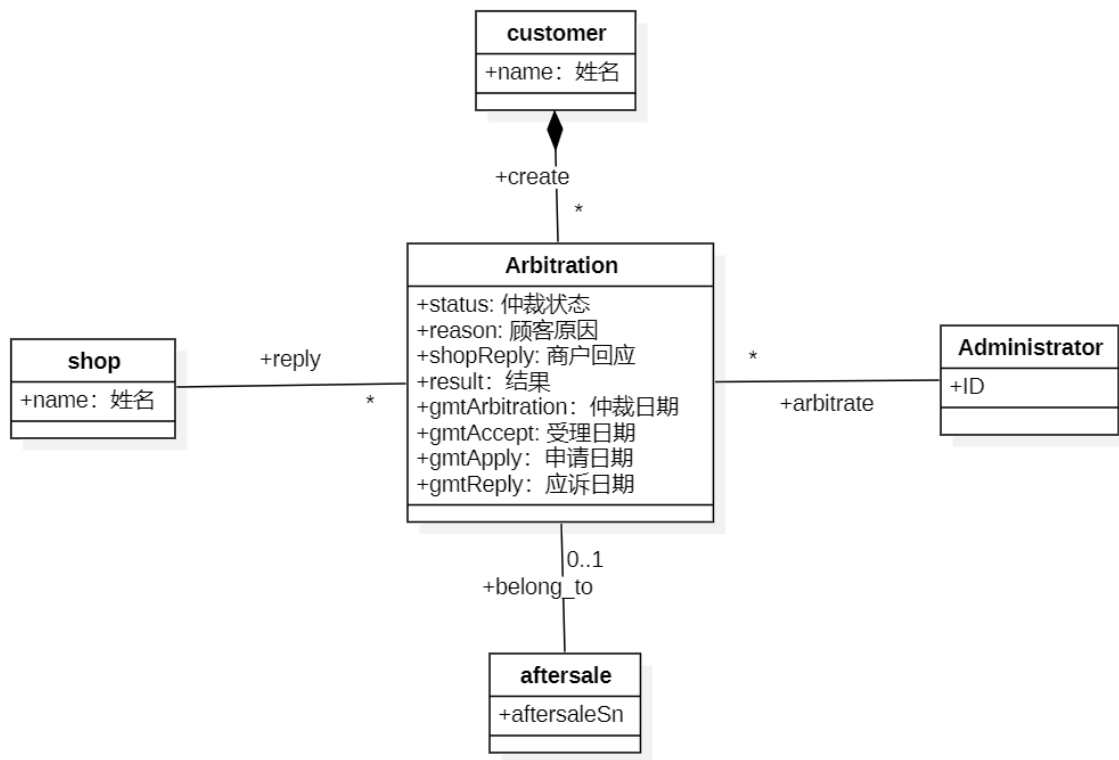 customer
+name：姓名
+create
*
Arbitration
+status: 仲裁状态
+reason: 顾客原因
+shopReply: 商户回应
+result：结果
+gmtArbitration：仲裁日期
+gmtAccept: 受理日期
+gmtApply：申请日期
+gmtReply：应诉日期
shop
+name：姓名
+reply
*
*
+arbitrate
Administrator
+ID
0..1
+belong_to
aftersale
+aftersaleSn